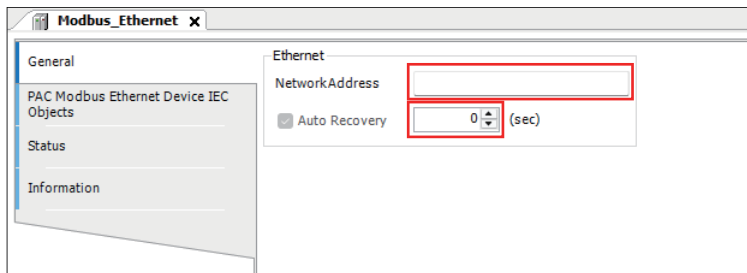 Modbus_Ethernet X
General
PAC Modbus Ethernet Device IEC
Objects
Status
Information
Ethernet
NetworkAddress
Auto Recovery 0 (sec)